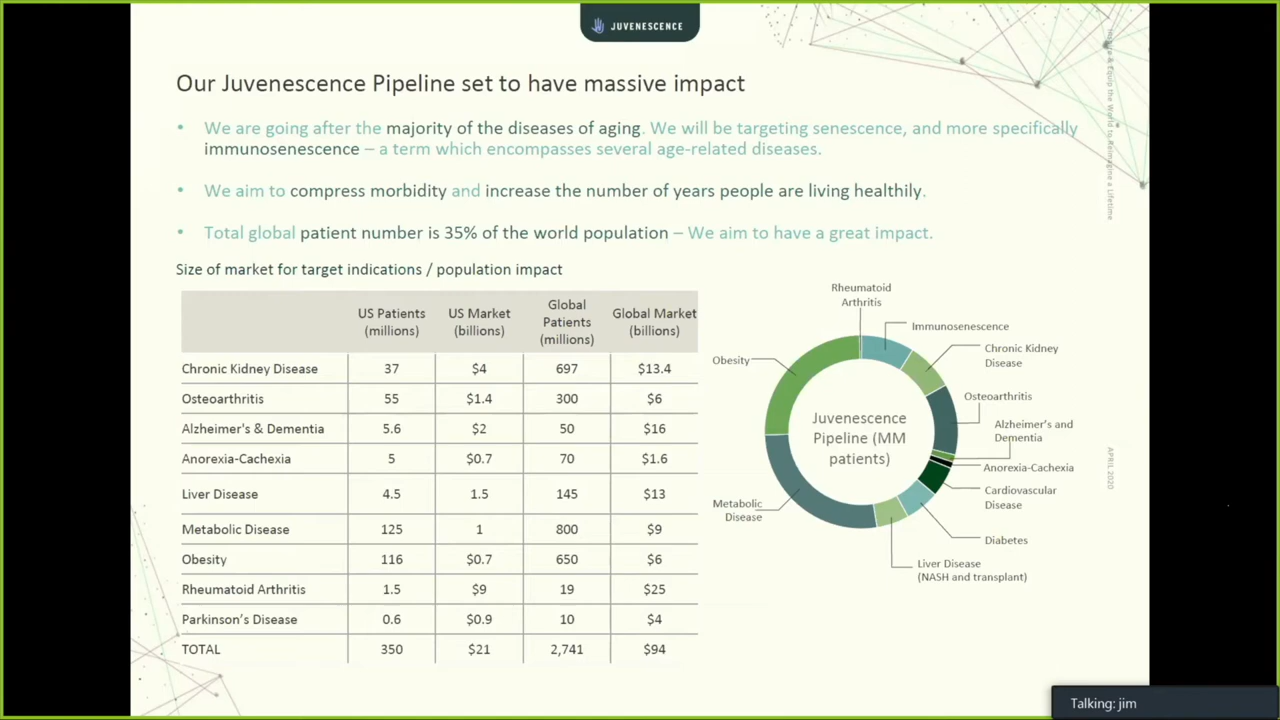 JUVENESCENCE
Our Juvenescence Pipeline set to have massive impact
• We are going after the majority of the diseases of aging. We will be targeting senescence, and more specifically
immunosenescence – a term which encompasses several age-related diseases.
• We aim to compress morbidity and increase the number of years people are living healthily.
• Total global patient number is 35% of the world population – We aim to have a great impact.
Size of market for target indications / population impact
US Patients (millions) US Market (billions) Global Patients (millions) Global Market (billions)
Chronic Kidney Disease 37 $4 697 $13.4
Osteoarthritis 55 $1.4 300 $6
Alzheimer's & Dementia 5.6 $2 50 $16
Anorexia-Cachexia 5 $0.7 70 $1.6
Liver Disease 4.5 1.5 145 $13
Metabolic Disease 125 1 800 $9
Obesity 116 $0.7 650 $6
Rheumatoid Arthritis 1.5 $9 19 $25
Parkinson's Disease 0.6 $0.9 10 $4
TOTAL 350 $21 2,741 $94
Rheumatoid
Arthritis
Immunosenescence
Chronic Kidney
Disease
Osteoarthritis
Alzheimer's and
Dementia
Anorexia-Cachexia
Cardiovascular
Disease
Diabetes
Liver Disease
(NASH and transplant)
Metabolic
Disease
Obesity
Juvenescence
Pipeline (MM
patients)
Inspire & Equip the World to Reimagine a Lifetime
APRIL 2020
Talking: jim